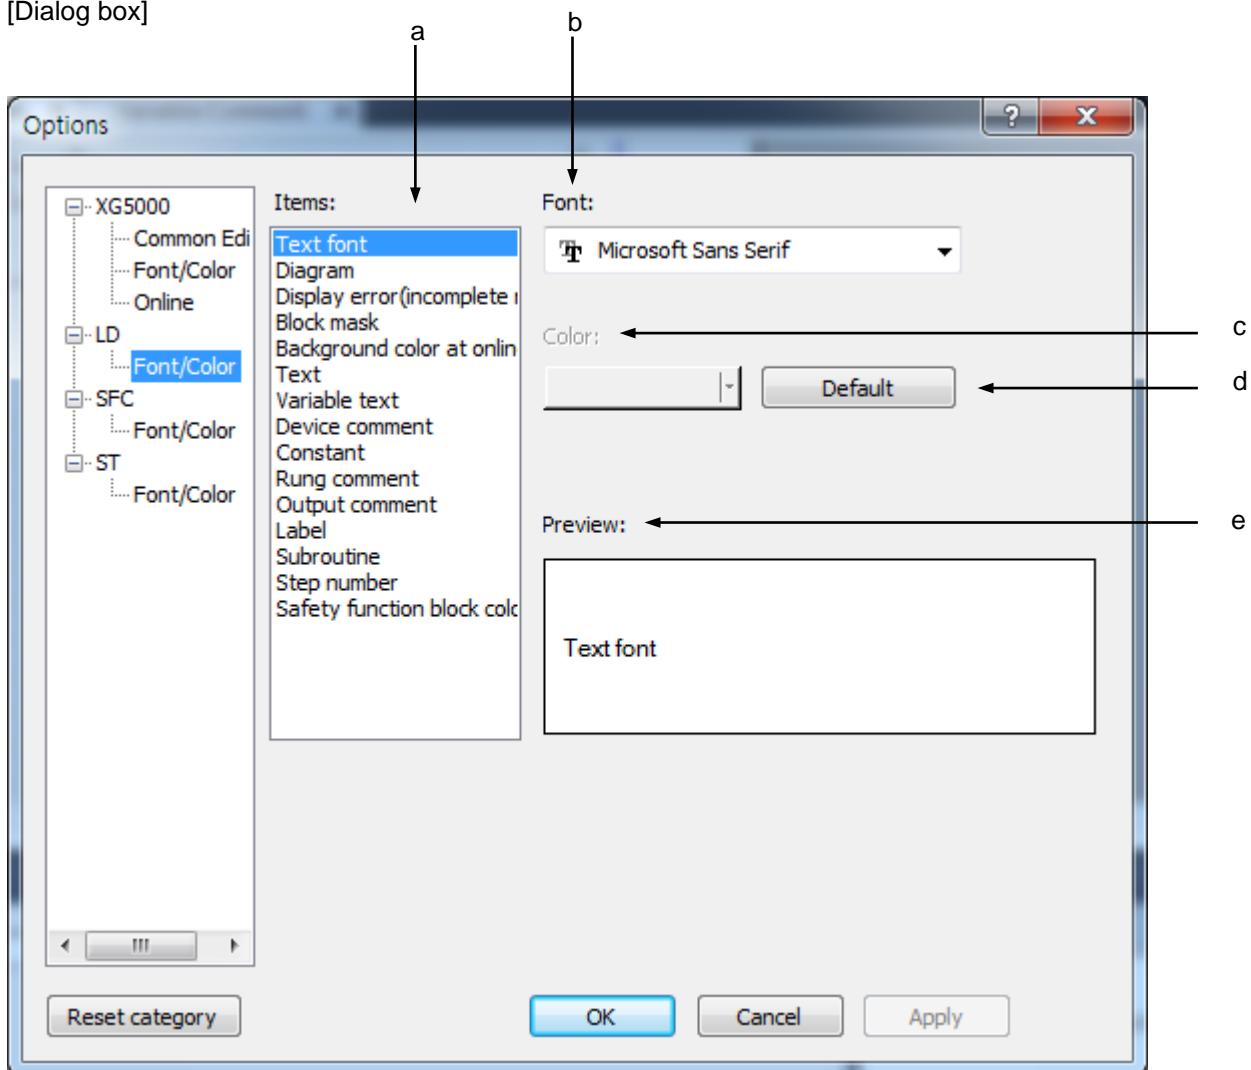 [Dialog box]
a
b
Options
?
X
XG5000
Common Edi
Font/Color
Online
LD
Font/Color
SFC
Font/Color
ST
Font/Color
Items:
Text font
Diagram
Display error(incomplete
Block mask
Background color at onlin
Text
Variable text
Device comment
Constant
Rung comment
Output comment
Label
Subroutine
Step number
Safety function block colo
Font:
Microsoft Sans Serif
Color:
c
Default
d
Preview:
e
Text font
Reset category
OK
Cancel
Apply